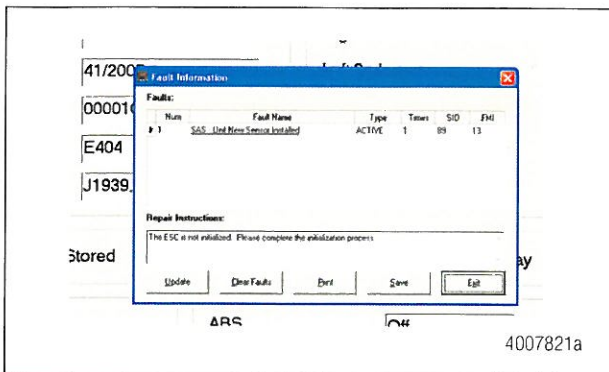 41/200
Fault Information
00001
Faults:
Num Fault Name Type Times SID FMI
1 SAS Unit New Sensor Installed ACTIVE 1 89 13
E404
J1939
Repair Instructions:
The ESC is not initialized. Please complete the initialization process
Stored
ay
Update Clear Faults Print Save Exit
ABS Off
4007821a